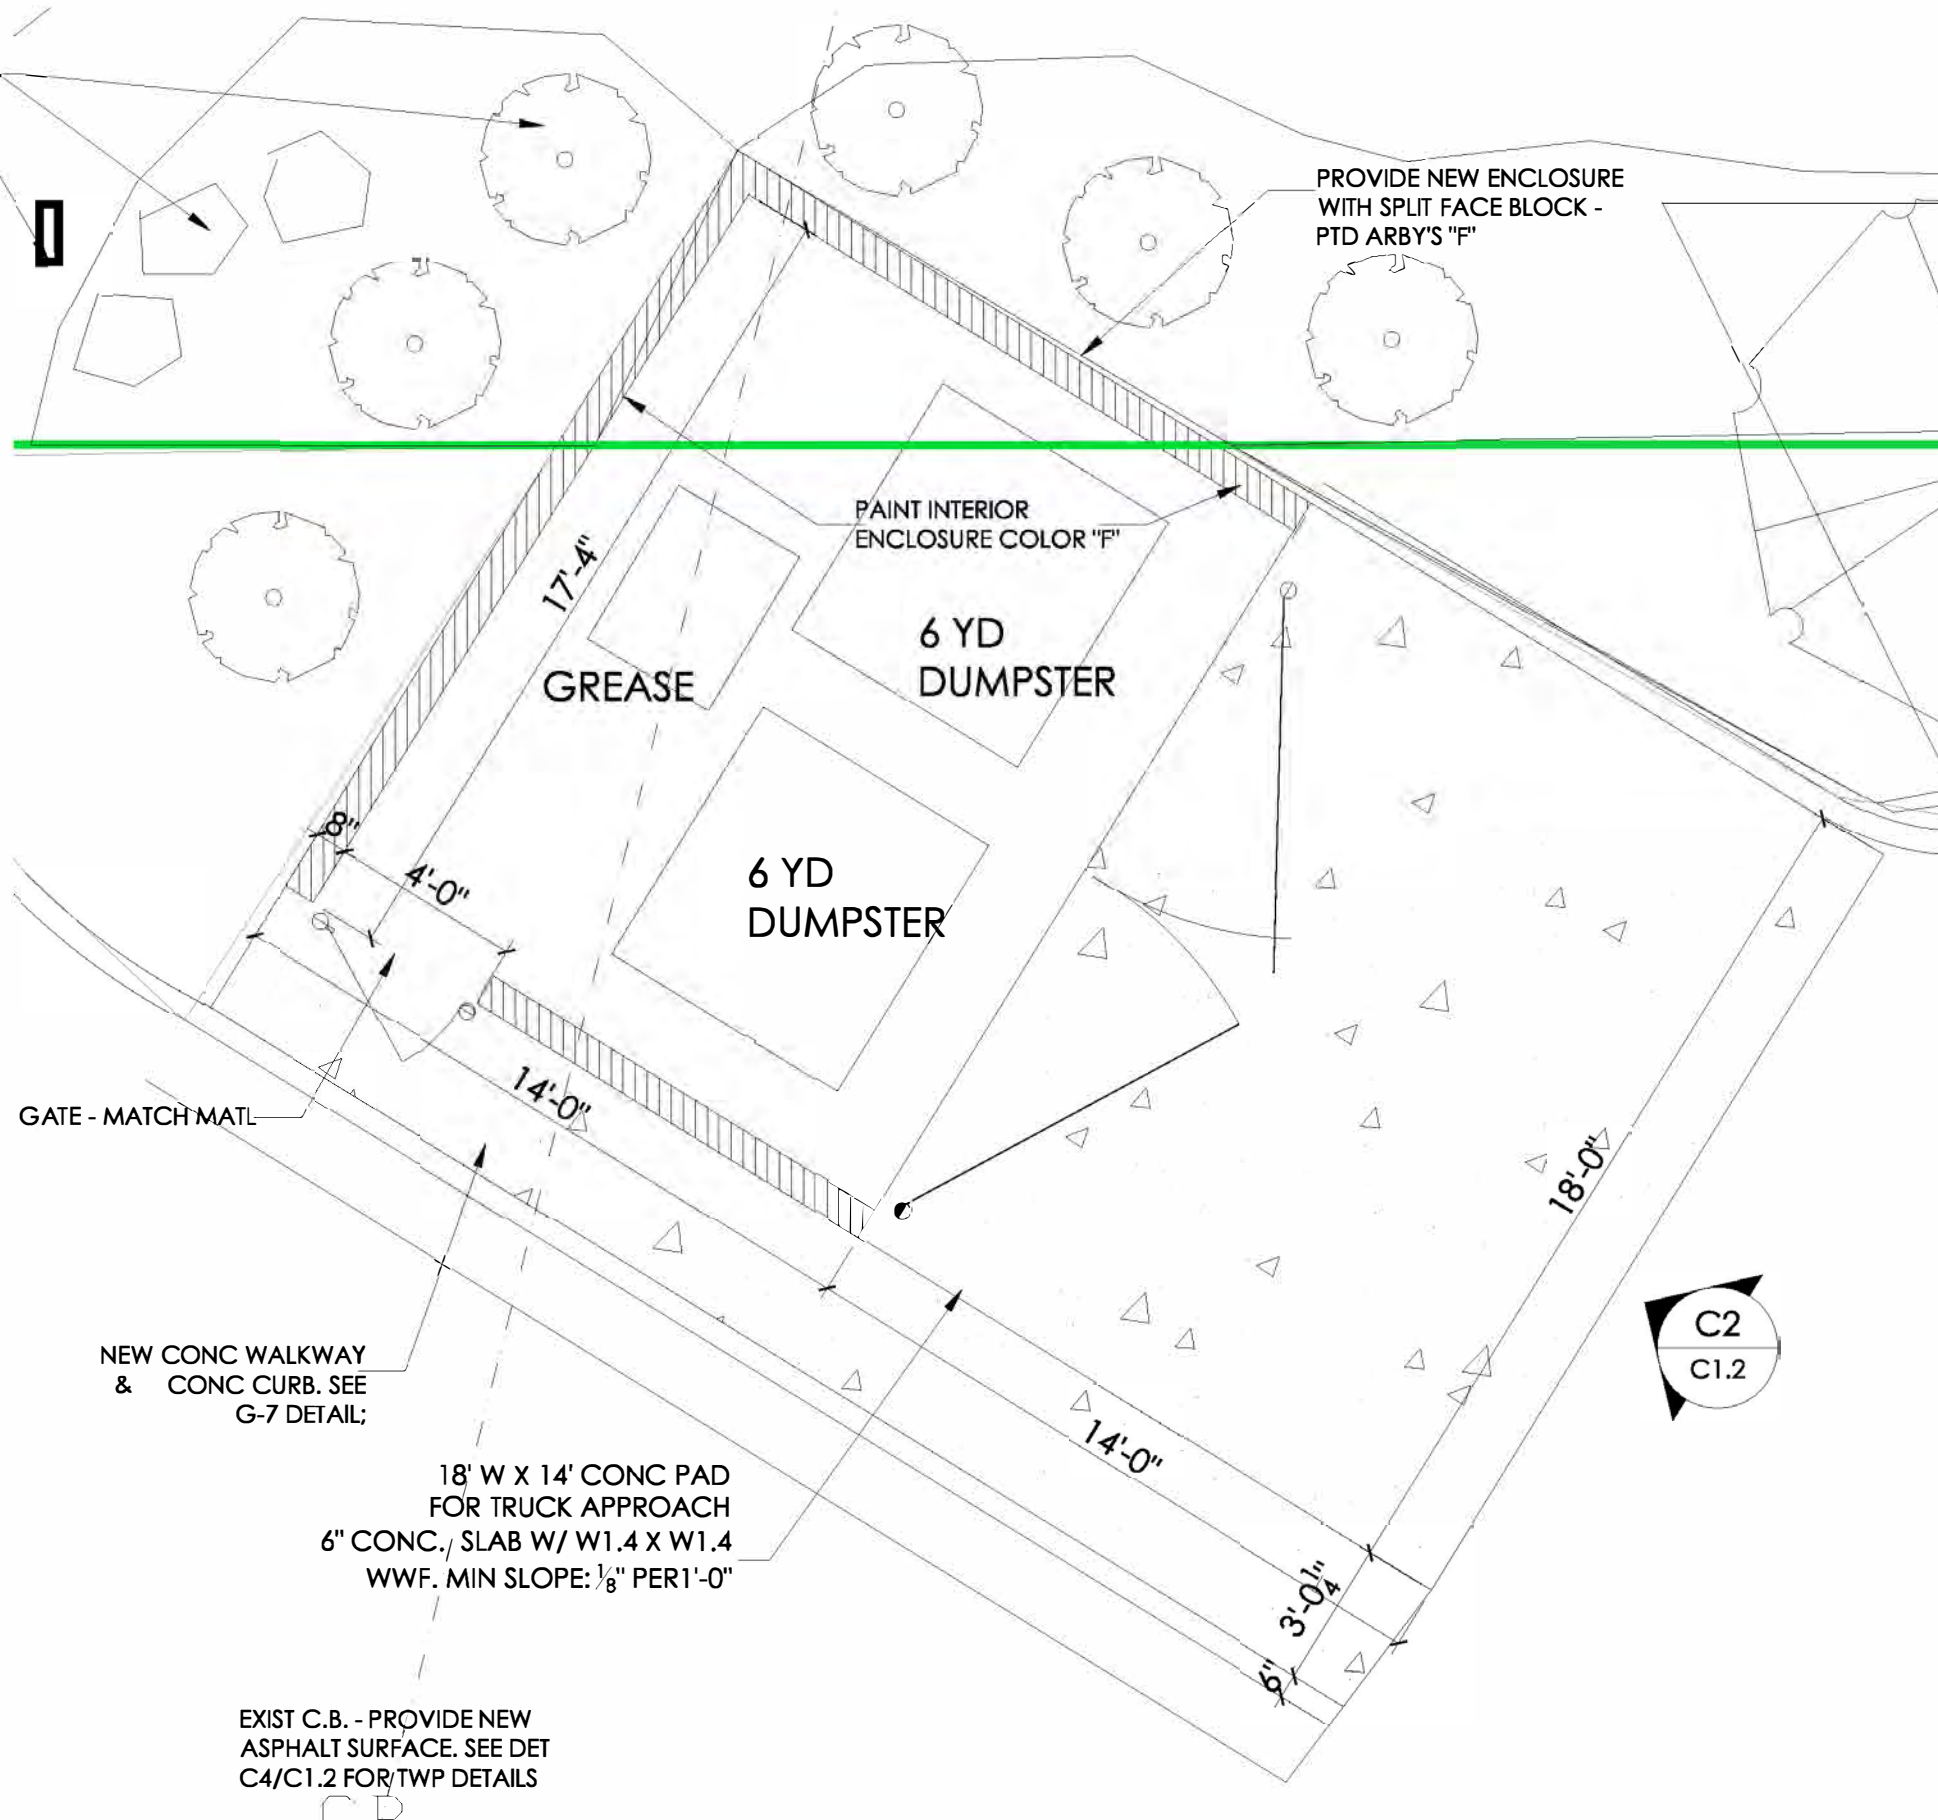 PROVIDE NEW ENCLOSURE
WITH SPLIT FACE BLOCK -
PTD ARBY'S "F"
PAINT INTERIOR
ENCLOSURE COLOR "F"
17'-4"
6 YD
DUMPSTER
GREASE
8"
4'-0"
6 YD
DUMPSTER
14'-0"
GATE - MATCH MATL
18'-0"
NEW CONC WALKWAY
& CONC CURB. SEE
G-7 DETAIL;
C2
C1.2
14'-0"
18' W X 14' CONC PAD
FOR TRUCK APPROACH
6" CONC. SLAB W/ W1.4 X W1.4
WWF. MIN SLOPE: ⅛" PER1'-0"
3'-0¼"
6"
EXIST C.B. - PROVIDE NEW
ASPHALT SURFACE. SEE DET
C4/C1.2 FOR TWP DETAILS